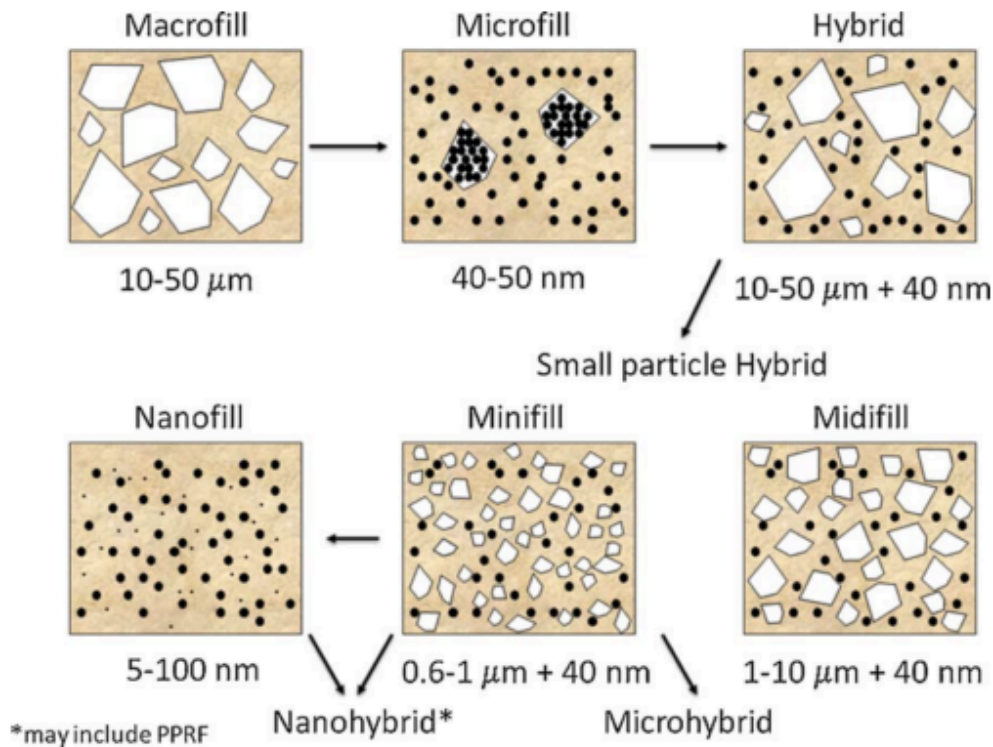 Macrofill
Microfill
Hybrid
10-50 μm
40-50 nm
10-50 μm + 40 nm
Small particle Hybrid
Nanofill
Minifill
Midifill
5-100 nm
0.6-1 μm + 40 nm
1-10 μm + 40 nm
Nanohybrid*
Microhybrid
*may include PPRF